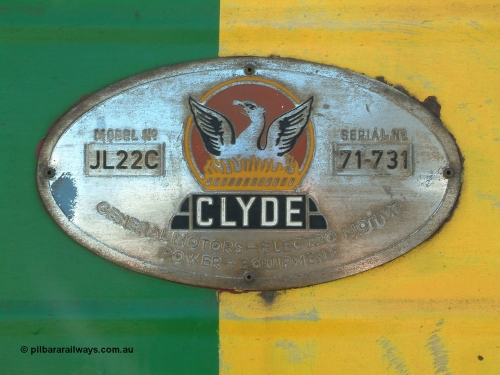 MODEL NO SERIAL NO
JL22C 71-731
CLYDE
GENERAL MOTORS - ELECTRO MOTIVE
POWER - EQUIPMENT
© pilbararailways.com.au